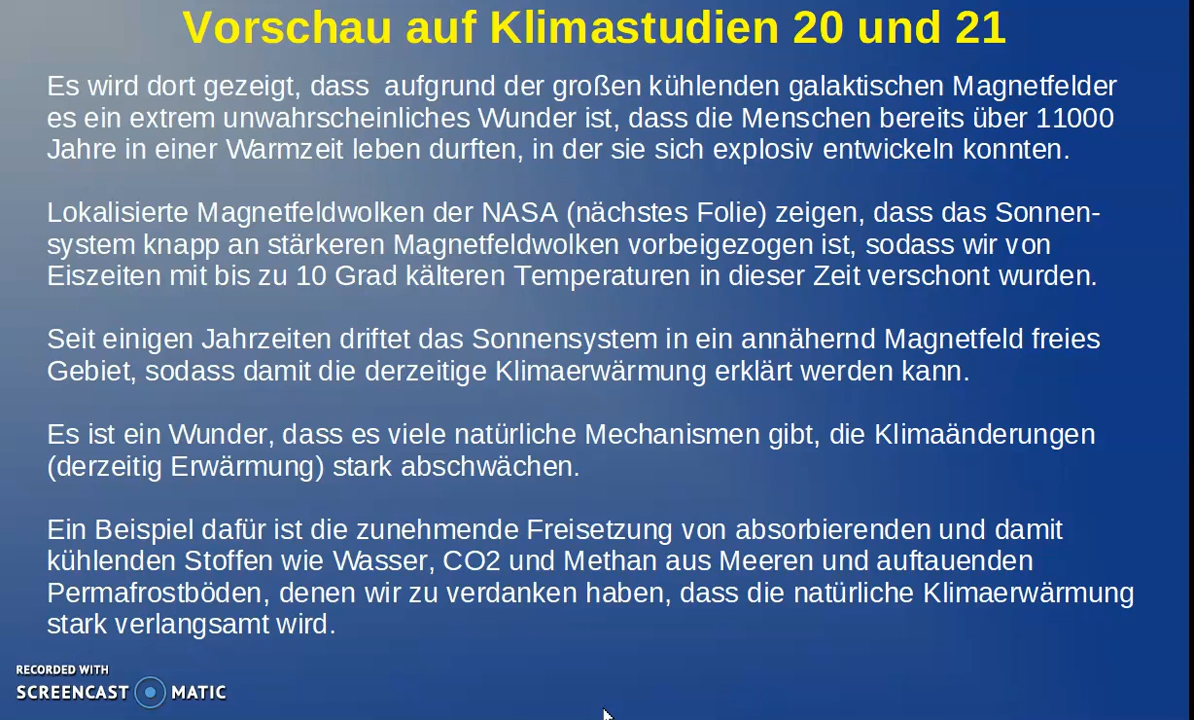 Vorschau auf Klimastudien 20 und 21
Es wird dort gezeigt, dass aufgrund der großen kühlenden galaktischen Magnetfelder
es ein extrem unwahrscheinliches Wunder ist, dass die Menschen bereits über 11000
Jahre in einer Warmzeit leben durften, in der sie sich explosiv entwickeln konnten.
Lokalisierte Magnetfeldwolken der NASA (nächstes Folie) zeigen, dass das Sonnen-
system knapp an stärkeren Magnetfeldwolken vorbeigezogen ist, sodass wir von
Eiszeiten mit bis zu 10 Grad kälteren Temperaturen in dieser Zeit verschont wurden.
Seit einigen Jahrzeiten driftet das Sonnensystem in ein annähernd Magnetfeld freies
Gebiet, sodass damit die derzeitige Klimaerwärmung erklärt werden kann.
Es ist ein Wunder, dass es viele natürliche Mechanismen gibt, die Klimaänderungen
(derzeitig Erwärmung) stark abschwächen.
Ein Beispiel dafür ist die zunehmende Freisetzung von absorbierenden und damit
kühlenden Stoffen wie Wasser, CO2 und Methan aus Meeren und auftauenden
Permafrostböden, denen wir zu verdanken haben, dass die natürliche Klimaerwärmung
stark verlangsamt wird.
RECORDED WITH
SCREENCAST MATIC